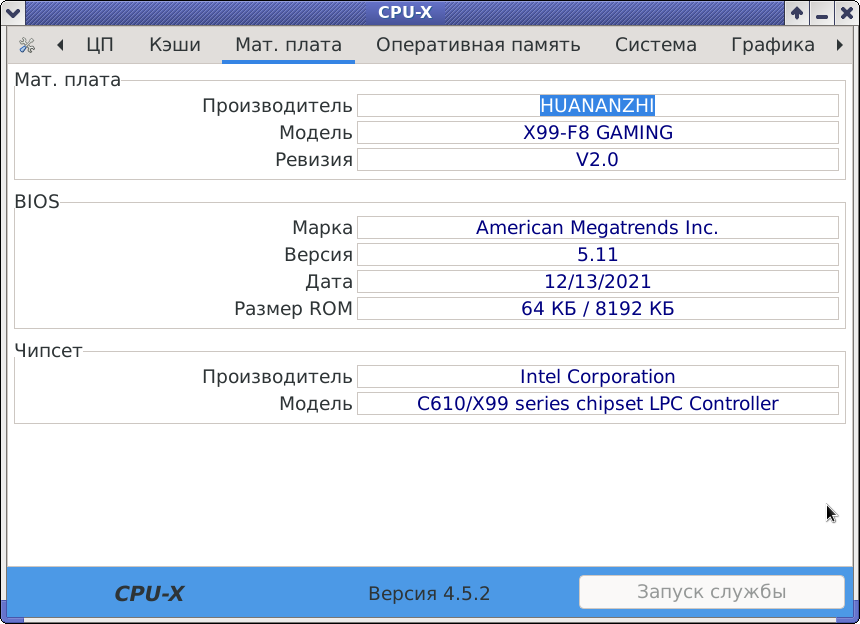 CPU-X
ЦП Кэши Мат. плата Оперативная память Система Графика
Мат. плата
Производитель HUANANZHI
Модель X99-F8 GAMING
Ревизия V2.0
BIOS
Марка American Megatrends Inc.
Версия 5.11
Дата 12/13/2021
Размер ROM 64 КБ / 8192 КБ
Чипсет
Производитель Intel Corporation
Модель C610/X99 series chipset LPC Controller
CPU-X Версия 4.5.2 Запуск службы